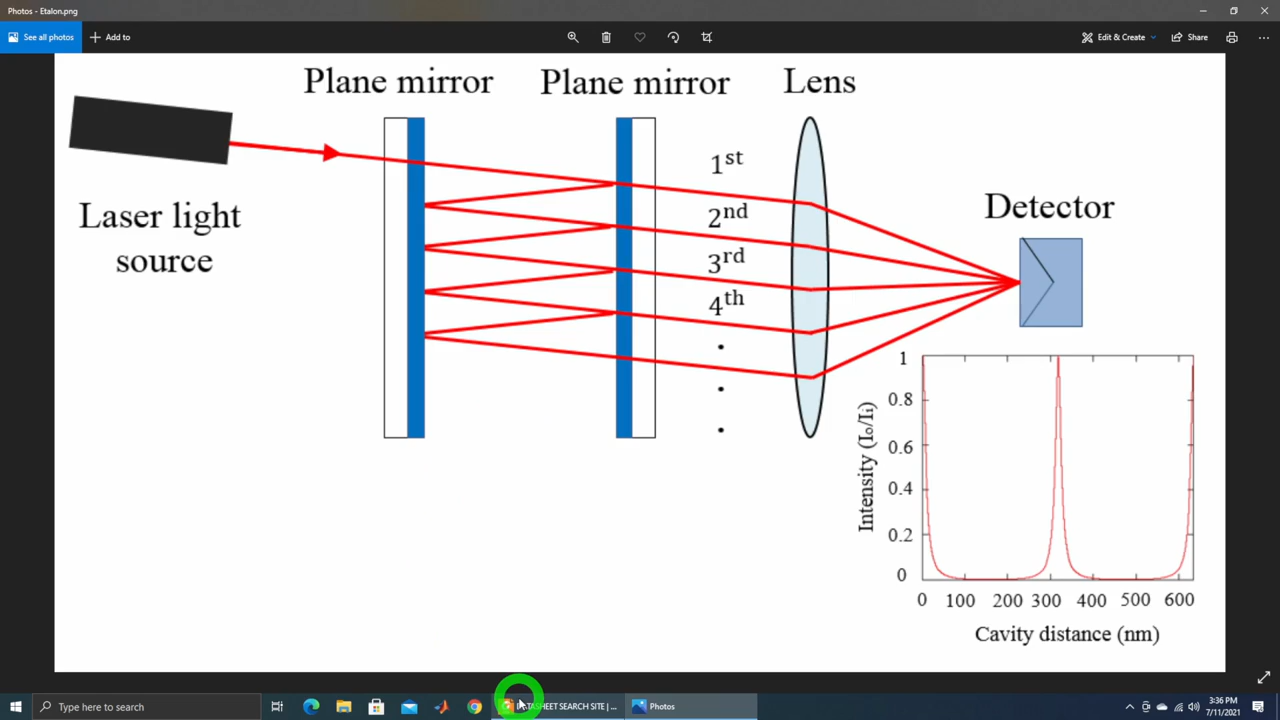 Photos - Etalon.png
See all photos
Add to
Edit & Create
Share
Plane mirror
Plane mirror
Lens
Laser light
source
1st
2nd
3rd
4th
.
.
.
Detector
1
0.8
0.6
0.4
0.2
0
Intensity (Io/Ii)
0 100 200 300 400 500 600
Cavity distance (nm)
Type here to search
SEARCH SITE | ...
Photos
3:36 PM
7/11/2021